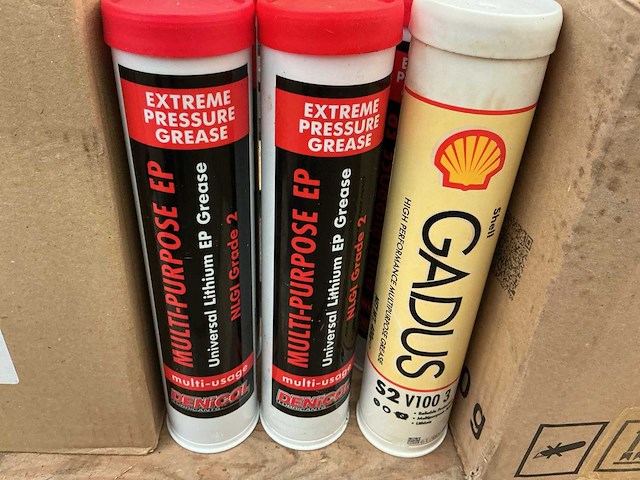 EXTREME
PRESSURE
GREASE
MULTI-PURPOSE EP
Universal Lithium EP Grease
NLGI Grade 2
multi-usage
DENICOL
EXTREME
PRESSURE
GREASE
MULTI-PURPOSE EP
Universal Lithium EP Grease
NLGI Grade 2
multi-usage
DENICOL
Shell
GADUS
HIGH PERFORMANCE MULTIPURPOSE GREASE
S2 V100 3